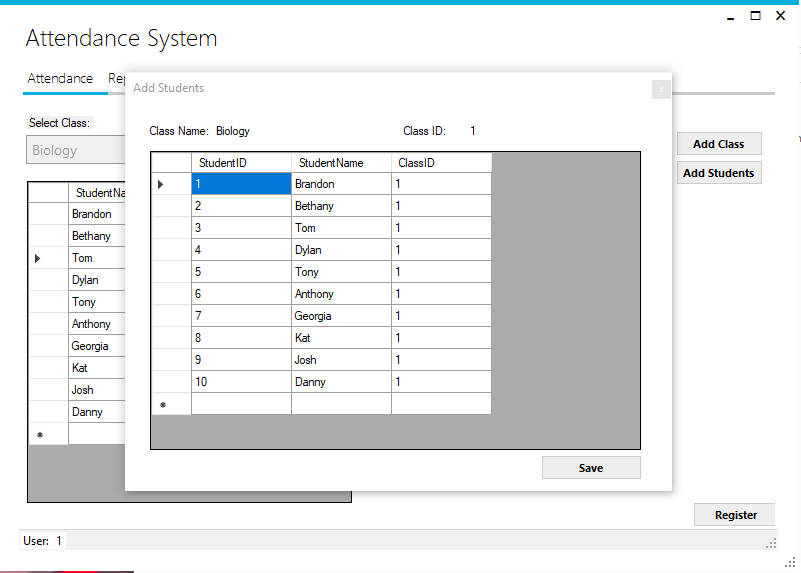 Attendance System
Attendance Rep
Add Students
x
Select Class:
Biology
Class Name: Biology Class ID: 1
Add Class
Add Students
StudentID StudentName ClassID
1 Brandon 1
2 Bethany 1
3 Tom 1
4 Dylan 1
5 Tony 1
6 Anthony 1
7 Georgia 1
8 Kat 1
9 Josh 1
10 Danny 1
StudentNa
Brandon
Bethany
Tom
Dylan
Tony
Anthony
Georgia
Kat
Josh
Danny
Save
Register
User: 1